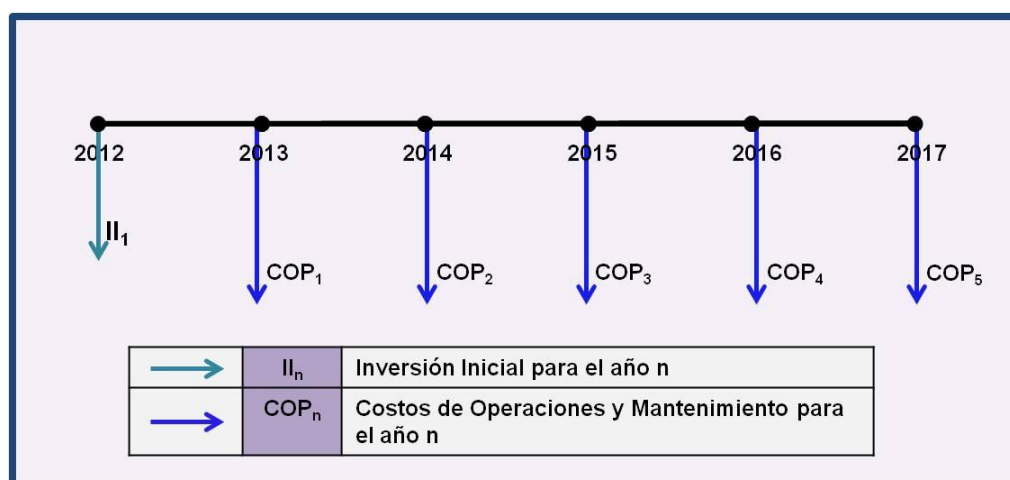 2012 2013 2014 2015 2016 2017
II₁
COP₁ COP₂ COP₃ COP₄ COP₅
IIₙ Inversión Inicial para el año n
COPₙ Costos de Operaciones y Mantenimiento para
el año n